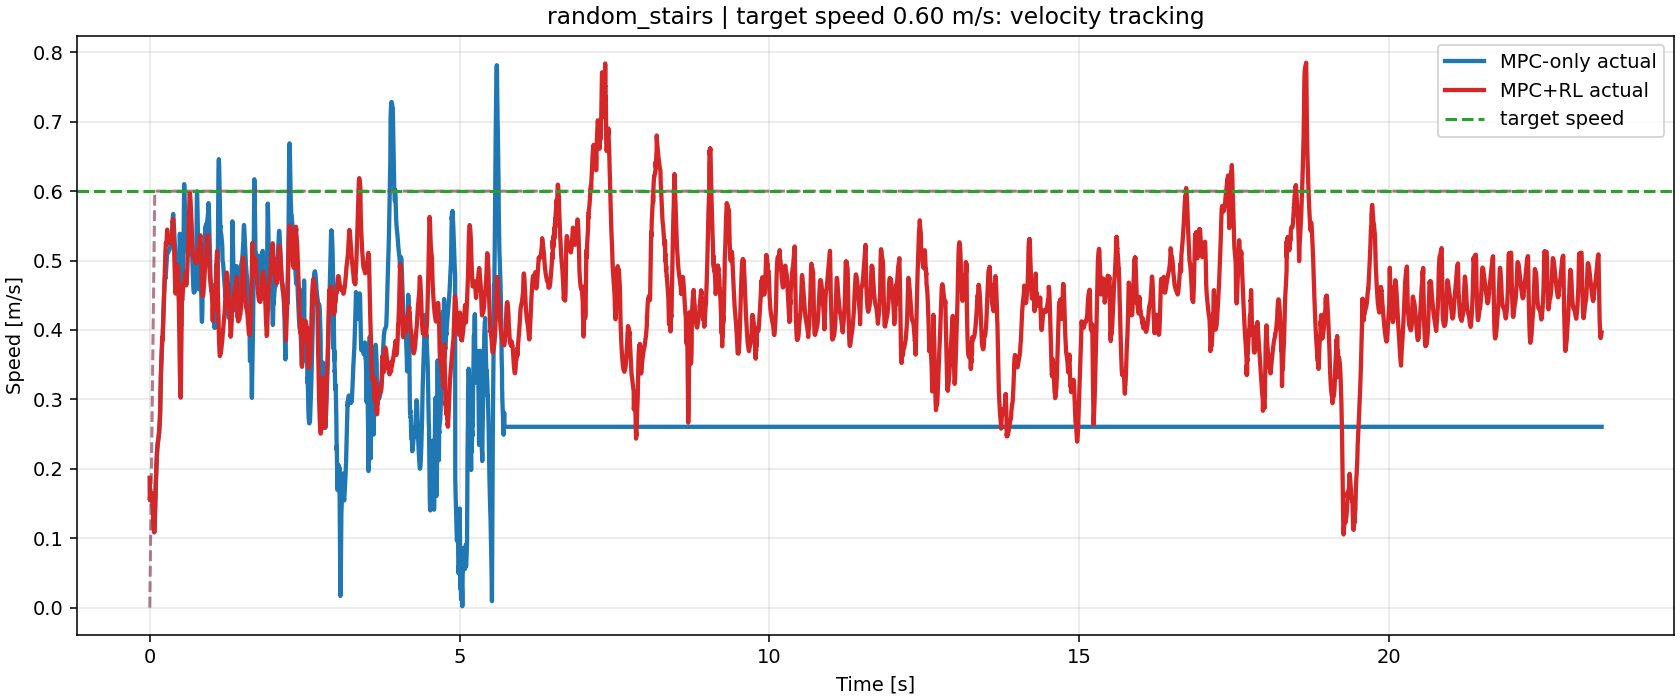 random_stairs | target speed 0.60 m/s: velocity tracking
MPC-only actual
MPC+RL actual
target speed
Speed [m/s]
0.8
0.7
0.6
0.5
0.4
0.3
0.2
0.1
0.0
0
5
10
15
20
Time [s]